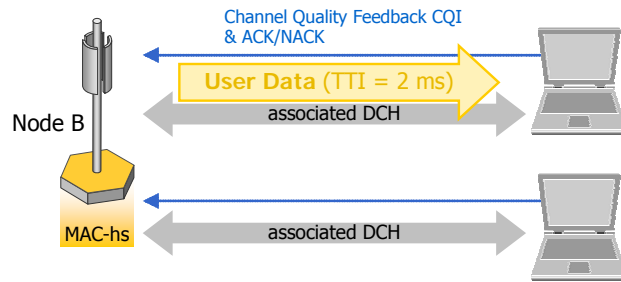 Channel Quality Feedback CQI
& ACK/NACK
User Data (TTI = 2 ms)
associated DCH
Node B
MAC-hs
associated DCH